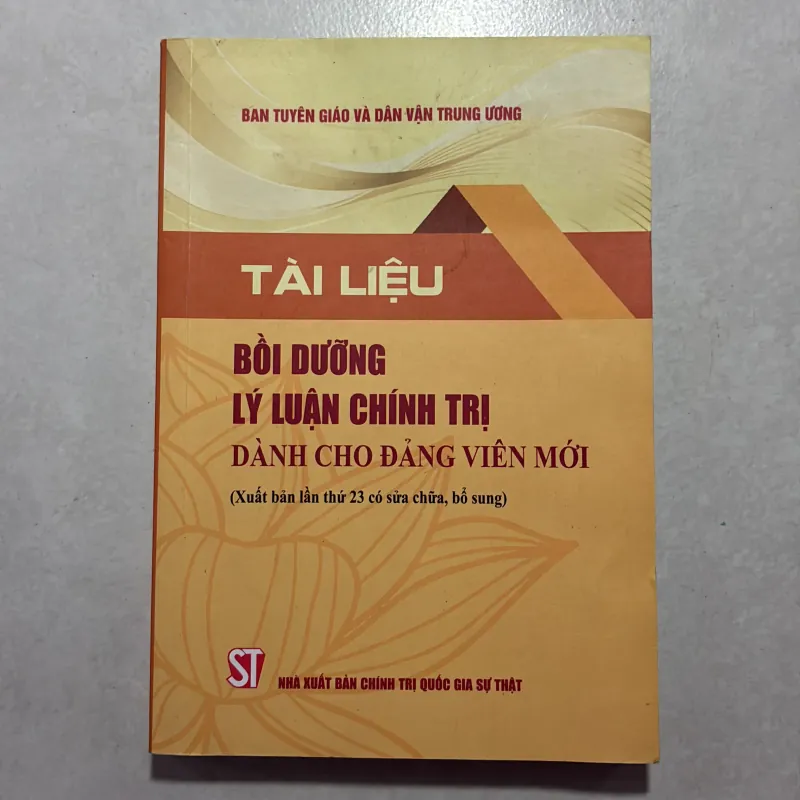 BAN TUYÊN GIÁO VÀ DÂN VẬN TRUNG ƯƠNG
TÀI LIỆU
BỒI DƯỠNG
LÝ LUẬN CHÍNH TRỊ
DÀNH CHO ĐẢNG VIÊN MỚI
(Xuất bản lần thứ 23 có sửa chữa, bổ sung)
ST
NHÀ XUẤT BẢN CHÍNH TRỊ QUỐC GIA SỰ THẬT